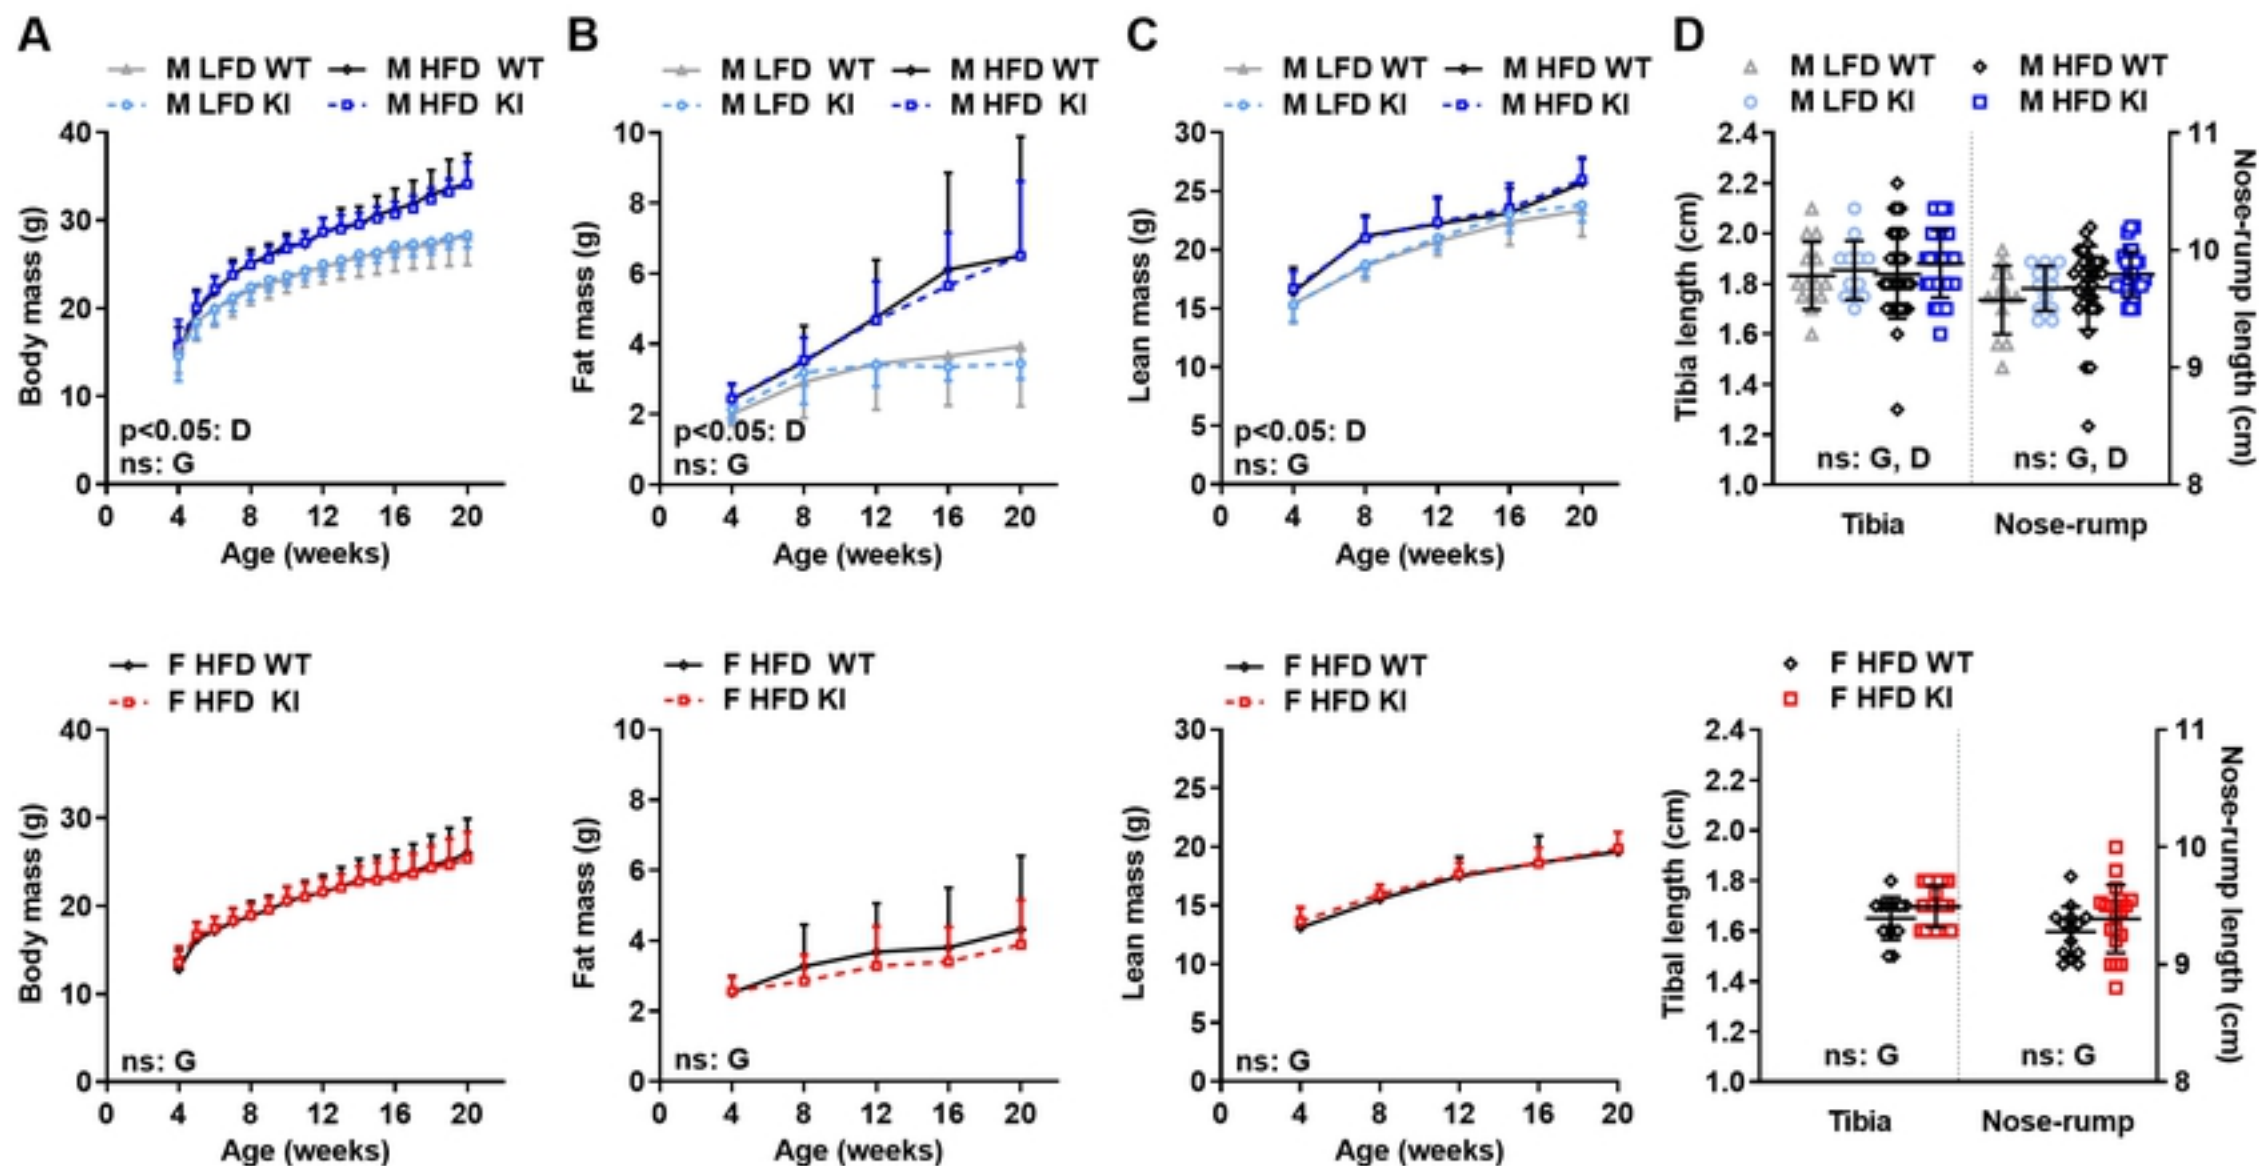 A
M LFD WT M HFD WT
M LFD KI M HFD KI
40
30
20
10
0
Body mass (g)
p<0.05: D
ns: G
0 4 8 12 16 20
Age (weeks)
B
M LFD WT M HFD WT
M LFD KI M HFD KI
10
8
6
4
2
0
Fat mass (g)
p<0.05: D
ns: G
0 4 8 12 16 20
Age (weeks)
C
M LFD WT M HFD WT
M LFD KI M HFD KI
30
25
20
15
10
5
0
Lean mass (g)
p<0.05: D
ns: G
0 4 8 12 16 20
Age (weeks)
D
M LFD WT M HFD WT
M LFD KI M HFD KI
2.4
2.2
2.0
1.8
1.6
1.4
1.2
1.0
Tibia length (cm)
ns: G, D ns: G, D
11
10
9
8
Nose-rump length (cm)
Tibia Nose-rump
F HFD WT
F HFD KI
40
30
20
10
0
Body mass (g)
ns: G
0 4 8 12 16 20
Age (weeks)
F HFD WT
F HFD KI
10
8
6
4
2
0
Fat mass (g)
ns: G
0 4 8 12 16 20
Age (weeks)
F HFD WT
F HFD KI
30
25
20
15
10
5
0
Lean mass (g)
ns: G
0 4 8 12 16 20
Age (weeks)
F HFD WT
F HFD KI
2.4
2.2
2.0
1.8
1.6
1.4
1.2
1.0
Tibal length (cm)
ns: G ns: G
11
10
9
8
Nose-rump length (cm)
Tibia Nose-rump